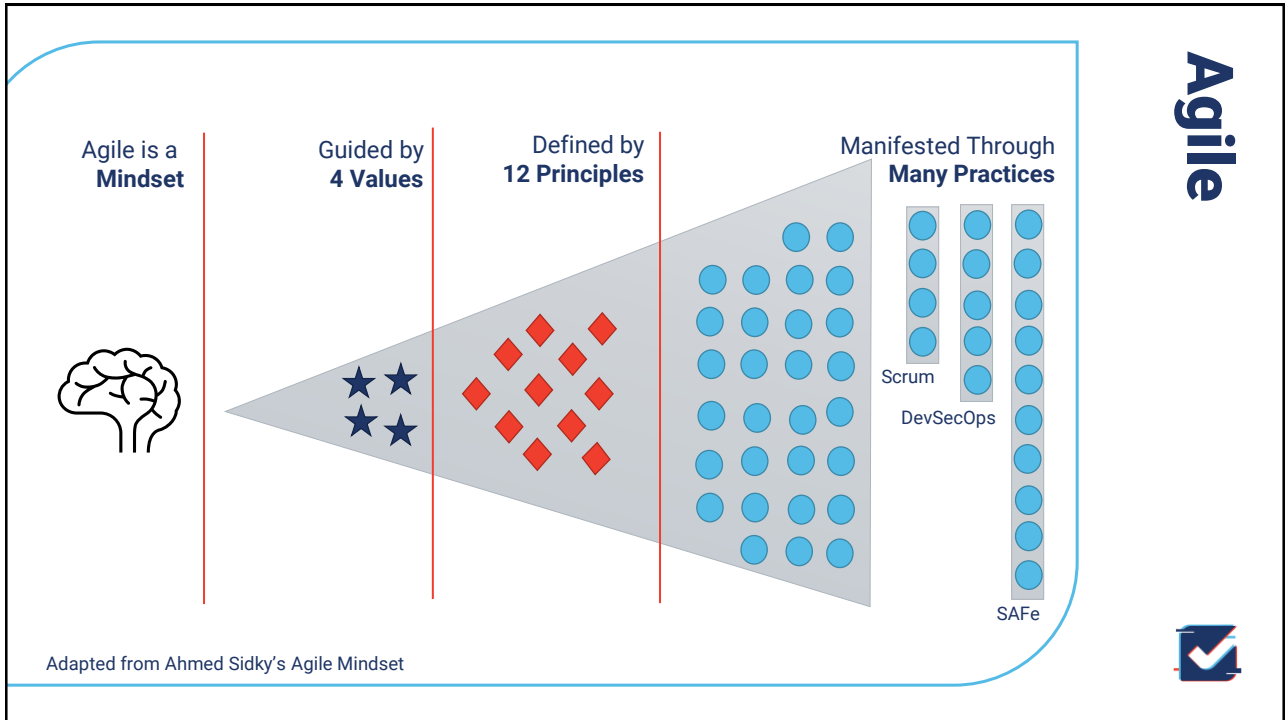 Agile
Agile is a
Mindset
Guided by
4 Values
Defined by
12 Principles
Manifested Through
Many Practices
Scrum
DevSecOps
SAFe
Adapted from Ahmed Sidky's Agile Mindset